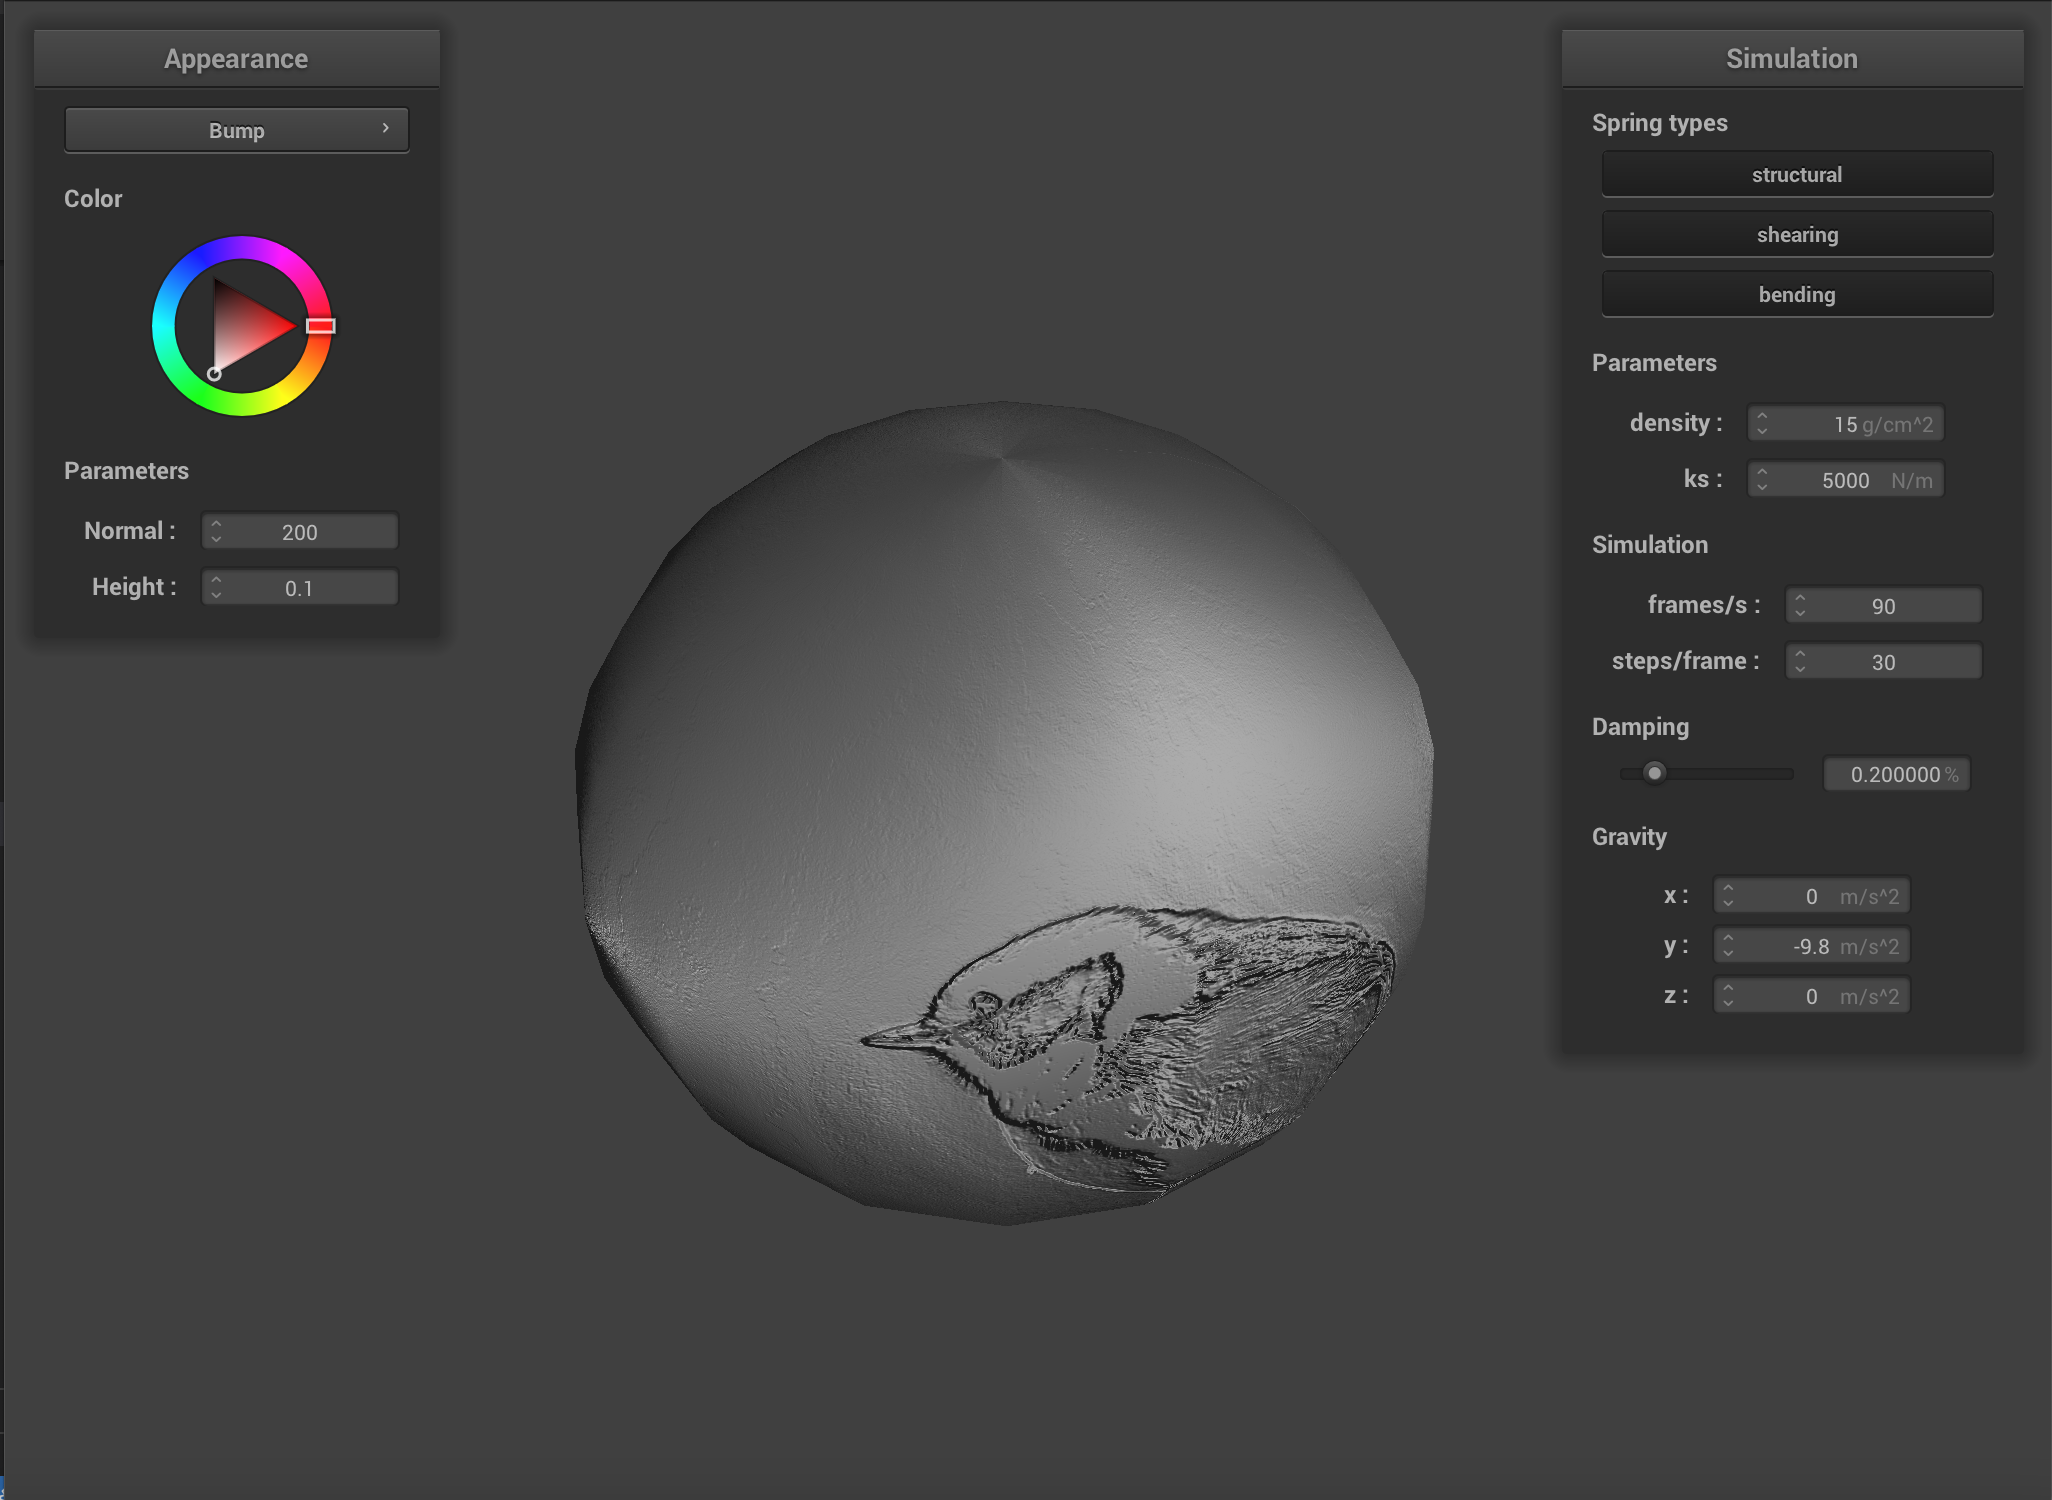 Appearance
Bump
Color
Parameters
Normal : 200
Height : 0.1
Simulation
Spring types
structural
shearing
bending
Parameters
density : 15 g/cm^2
ks : 5000 N/m
Simulation
frames/s : 90
steps/frame : 30
Damping
0.200000 %
Gravity
x : 0 m/s^2
y : -9.8 m/s^2
z : 0 m/s^2